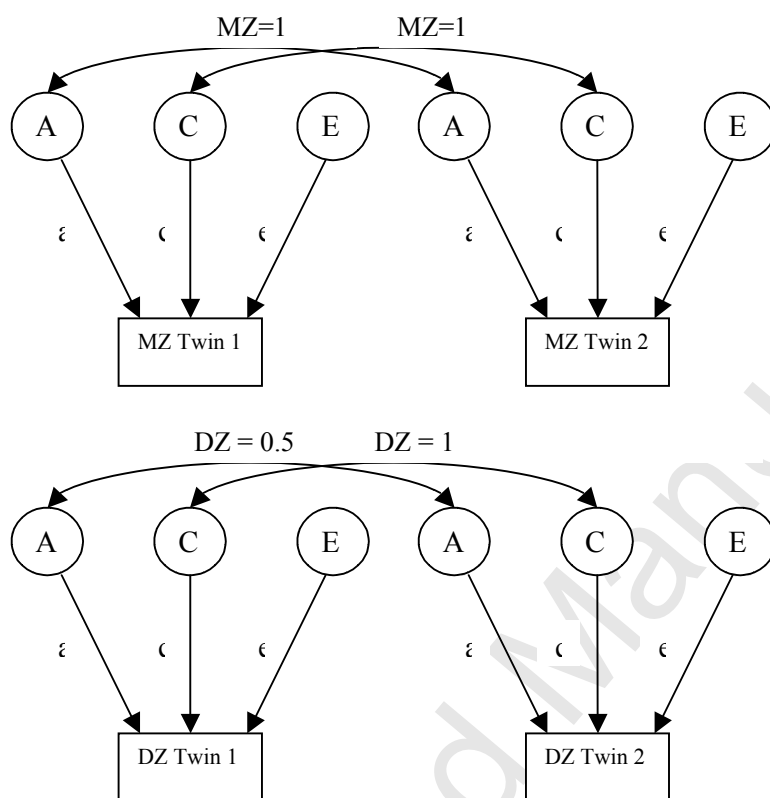 MZ=1 MZ=1
A C E A C E
a c e a c e
MZ Twin 1 MZ Twin 2
DZ = 0.5 DZ = 1
A C E A C E
a c e a c e
DZ Twin 1 DZ Twin 2